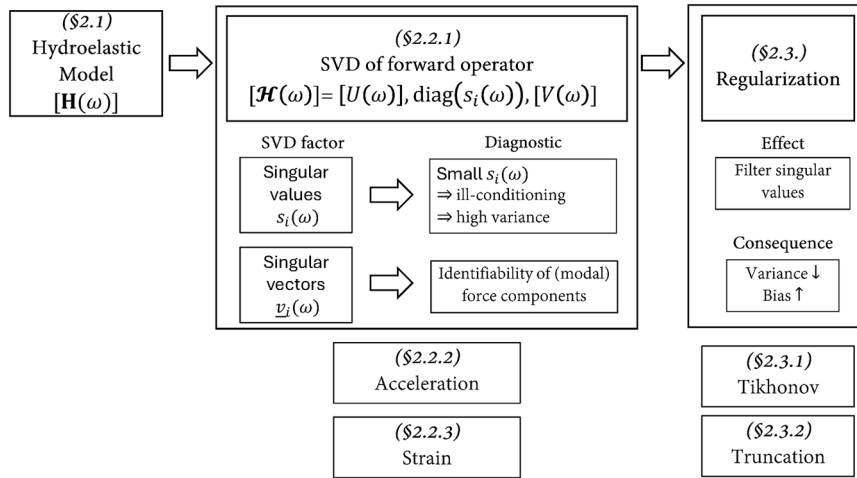 (§2.1)
Hydroelastic
Model
[𝐇(ω)]
(§2.2.1)
SVD of forward operator
[𝓗(ω)]= [U(ω)], diag(sᵢ(ω)), [V(ω)]
SVD factor
Diagnostic
Singular
values
sᵢ(ω)
Small sᵢ(ω)
⇒ ill-conditioning
⇒ high variance
Singular
vectors
v̲ᵢ(ω)
Identifiability of (modal)
force components
(§2.2.2)
Acceleration
(§2.2.3)
Strain
(§2.3.)
Regularization
Effect
Filter singular
values
Consequence
Variance ↓
Bias ↑
(§2.3.1)
Tikhonov
(§2.3.2)
Truncation